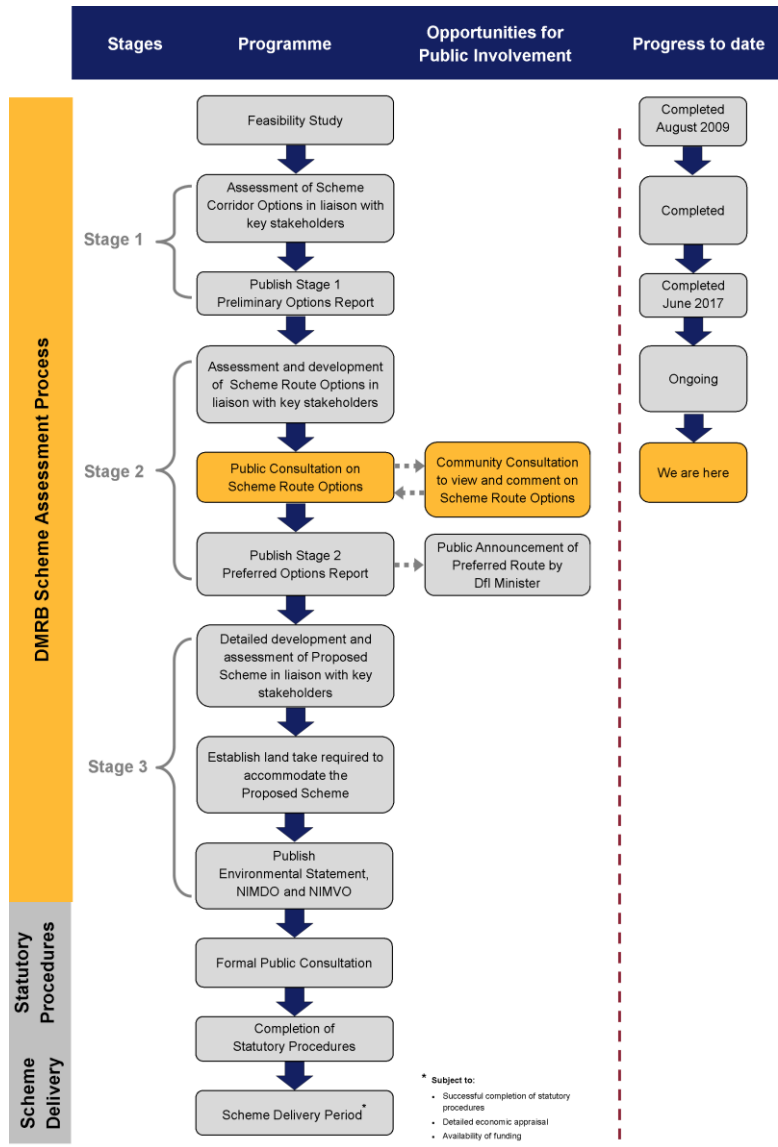 Stages
Programme
Opportunities for
Public Involvement
Progress to date
DMRB Scheme Assessment Process
Feasibility Study
Completed
August 2009
Stage 1
Assessment of Scheme
Corridor Options in liaison with
key stakeholders
Completed
Publish Stage 1
Preliminary Options Report
Completed
June 2017
Stage 2
Assessment and development
of Scheme Route Options in
liaison with key stakeholders
Ongoing
Public Consultation on
Scheme Route Options
Community Consultation
to view and comment on
Scheme Route Options
We are here
Publish Stage 2
Preferred Options Report
Public Announcement of
Preferred Route by
DfI Minister
Stage 3
Detailed development and
assessment of Proposed
Scheme in liaison with key
stakeholders
Establish land take required to
accommodate the
Proposed Scheme
Publish
Environmental Statement,
NIMDO and NIMVO
Statutory
Procedures
Formal Public Consultation
Completion of
Statutory Procedures
Scheme
Delivery
Scheme Delivery Period*
* Subject to:
• Successful completion of statutory
procedures
• Detailed economic appraisal
• Availability of funding